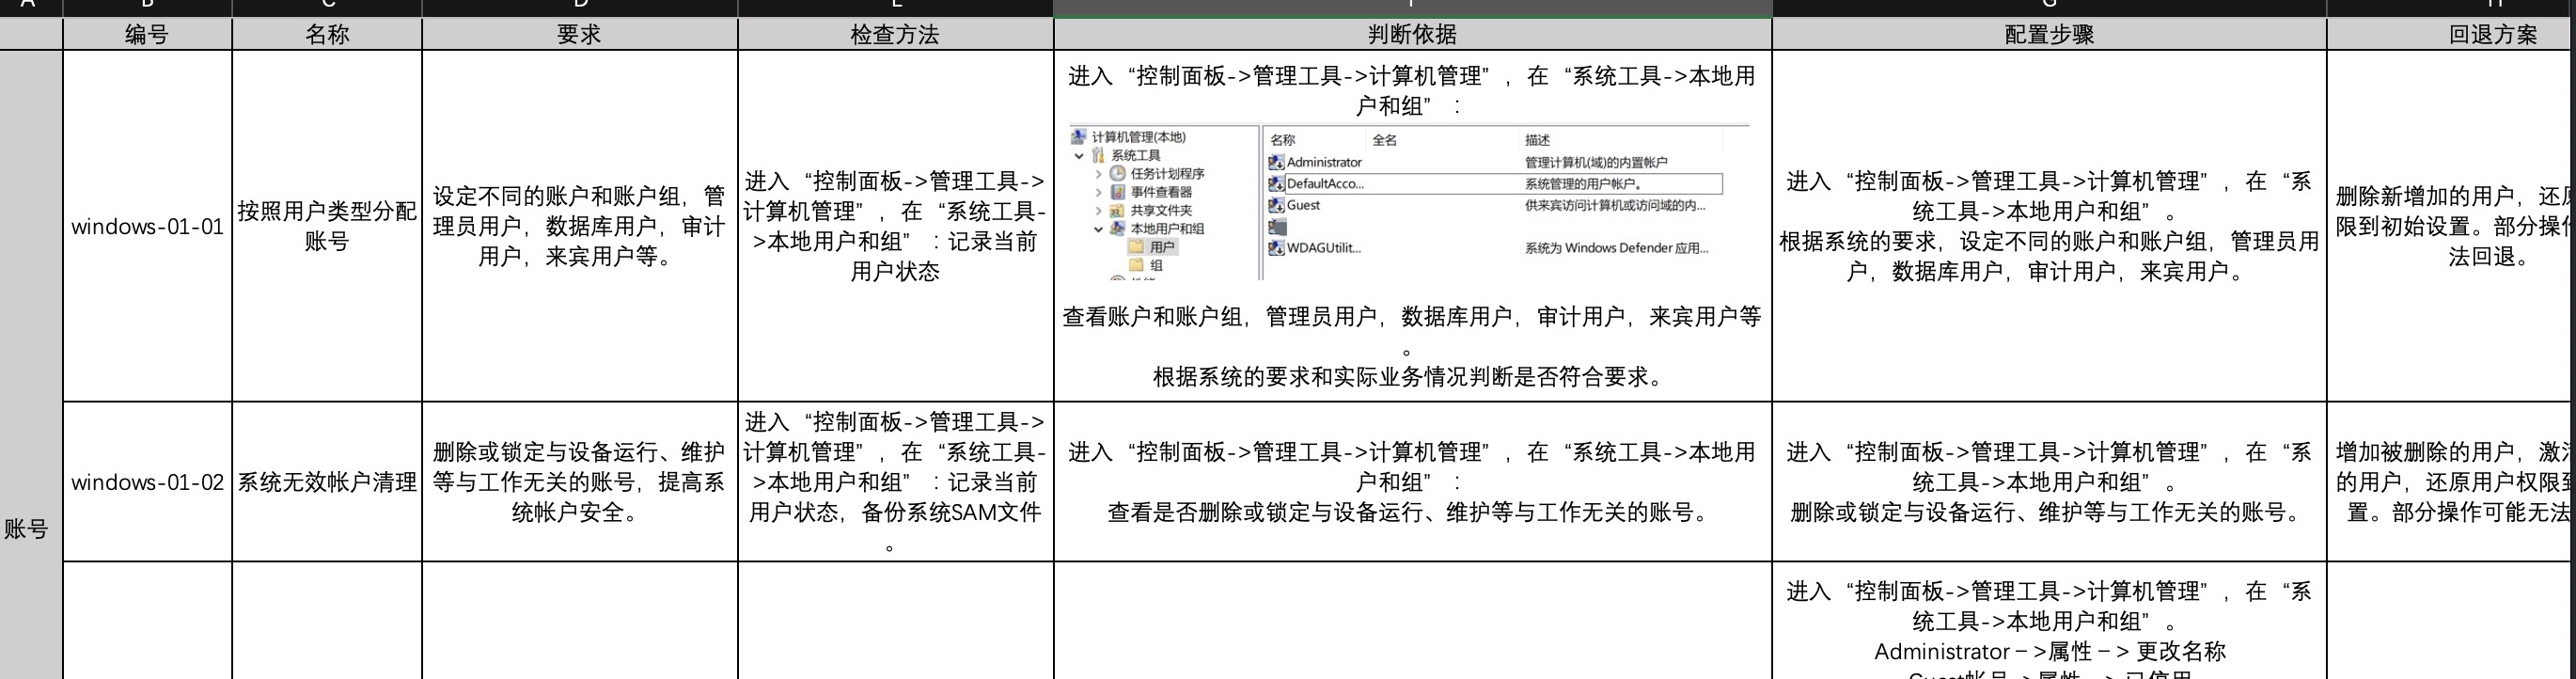 A B C D E F G H
编号 名称 要求 检查方法 判断依据 配置步骤 回退方案
账号
windows-01-01
按照用户类型分配
账号
设定不同的账户和账户组，管
理员用户，数据库用户，审计
用户，来宾用户等。
进入“控制面板->管理工具->
计算机管理”，在“系统工具-
>本地用户和组”：记录当前
用户状态
进入“控制面板->管理工具->计算机管理”，在“系统工具->本地用
户和组”：
计算机管理(本地)
系统工具
任务计划程序
事件查看器
共享文件夹
本地用户和组
用户
组
名称 全名 描述
Administrator 管理计算机(域)的内置帐户
DefaultAcco... 系统管理的用户帐户。
Guest 供来宾访问计算机或访问域的内...
WDAGUtilit... 系统为 Windows Defender 应用...
查看账户和账户组，管理员用户，数据库用户，审计用户，来宾用户等
。
根据系统的要求和实际业务情况判断是否符合要求。
进入“控制面板->管理工具->计算机管理”，在“系
统工具->本地用户和组”。
根据系统的要求，设定不同的账户和账户组，管理员用
户，数据库用户，审计用户，来宾用户。
删除新增加的用户，还原
限到初始设置。部分操作
法回退。
windows-01-02
系统无效帐户清理
删除或锁定与设备运行、维护
等与工作无关的账号，提高系
统帐户安全。
进入“控制面板->管理工具->
计算机管理”，在“系统工具-
>本地用户和组”：记录当前
用户状态，备份系统SAM文件
。
进入“控制面板->管理工具->计算机管理”，在“系统工具->本地用
户和组”：
查看是否删除或锁定与设备运行、维护等与工作无关的账号。
进入“控制面板->管理工具->计算机管理”，在“系
统工具->本地用户和组”。
删除或锁定与设备运行、维护等与工作无关的账号。
增加被删除的用户，激活
的用户，还原用户权限到
置。部分操作可能无法
进入“控制面板->管理工具->计算机管理”，在“系
统工具->本地用户和组”。
Administrator－>属性－> 更改名称
Guest帐号->属性－> 已停用